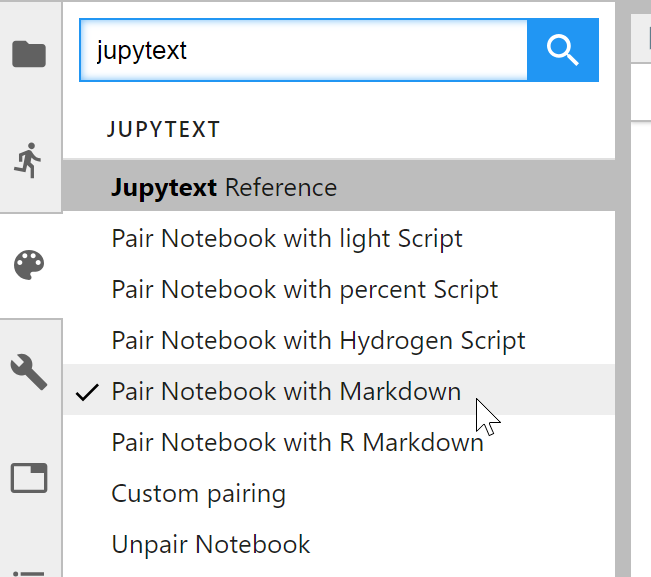 jupytext
JUPYTEXT
Jupytext Reference
Pair Notebook with light Script
Pair Notebook with percent Script
Pair Notebook with Hydrogen Script
Pair Notebook with Markdown
Pair Notebook with R Markdown
Custom pairing
Unpair Notebook